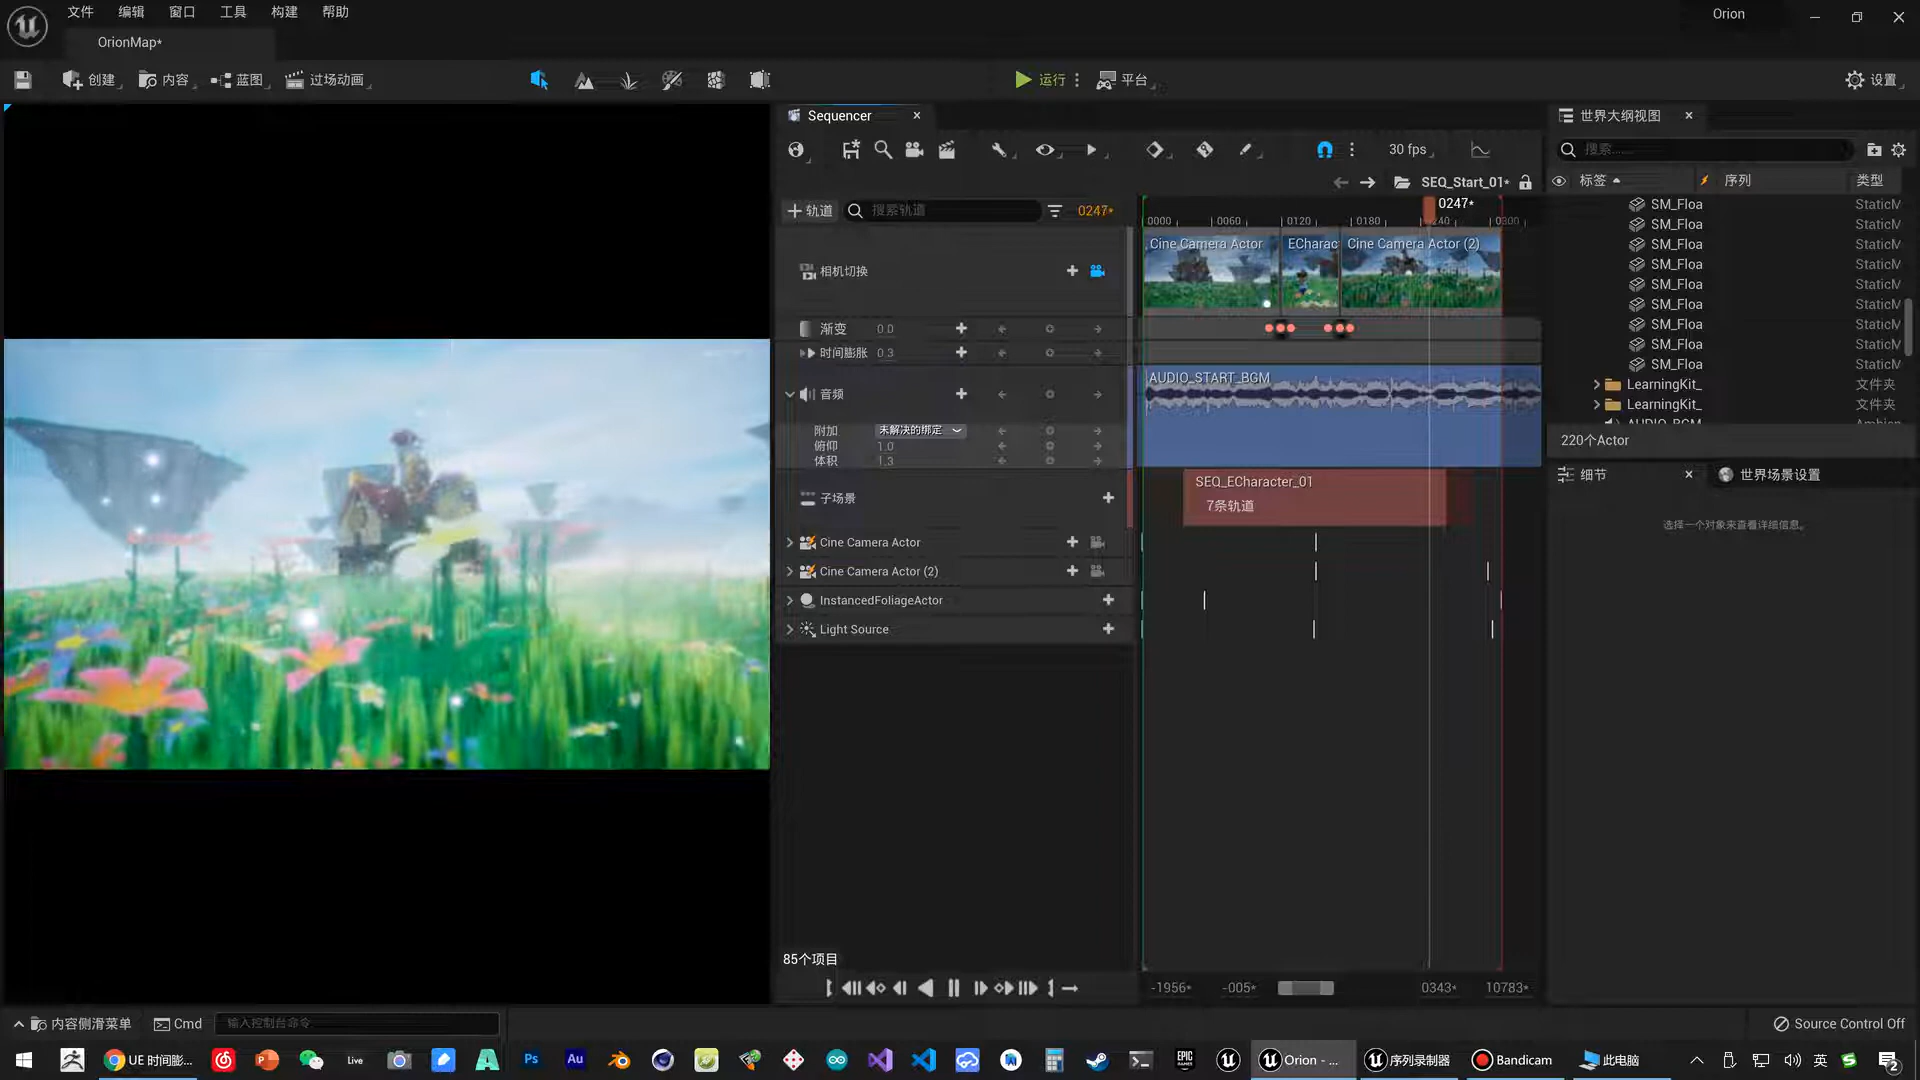 文件 编辑 窗口 工具 构建 帮助
Orion
OrionMap*
创建 内容 蓝图 过场动画 运行 平台 设置
Sequencer
世界大纲视图
30 fps
搜索......
SEQ_Start_01*
标签 序列 类型
轨道 搜索轨道 0247*
0247*
0000 0060 0120 0180 0300
Cine Camera Actor ECharac Cine Camera Actor (2)
相机切换
渐变 0.0
时间膨胀 0.3
音频
AUDIO_START_BGM
附加 未解决的绑定
俯仰 1.0
体积 1.3
子场景
SEQ_ECharacter_01
7条轨道
Cine Camera Actor
Cine Camera Actor (2)
InstancedFoliageActor
Light Source
SM_Floa StaticM
SM_Floa StaticM
SM_Floa StaticM
SM_Floa StaticM
SM_Floa StaticM
SM_Floa StaticM
SM_Floa StaticM
SM_Floa StaticM
SM_Floa StaticM
LearningKit_ 文件夹
LearningKit_ 文件夹
220个Actor
细节 世界场景设置
选择一个对象来查看详细信息。
85个项目
-1956* -005* 0343* 10783*
内容侧滑菜单 Cmd 输入控制台命令 Source Control Off
UE 时间膨... Live Ps Au EPIC GAMES Orion - ... 序列录制器 Bandicam 此电脑 英 2